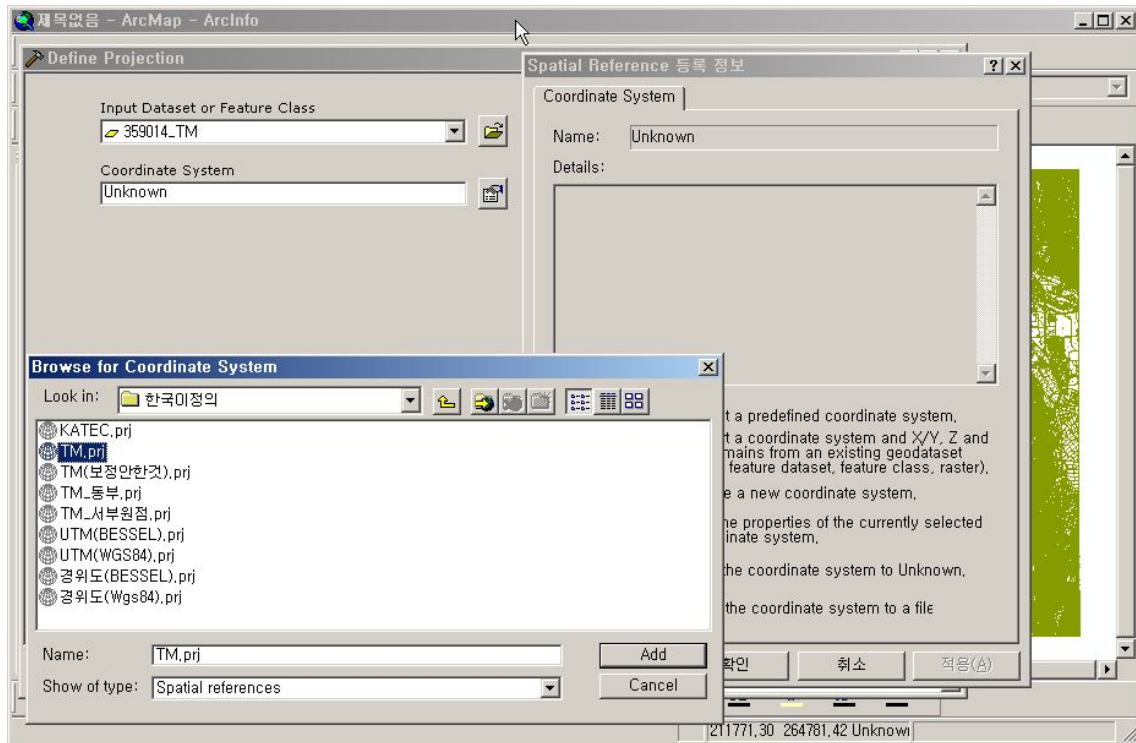 제목없음 - ArcMap - ArcInfo
Define Projection
Input Dataset or Feature Class
359014_TM
Coordinate System
Unknown
Spatial Reference 등록 정보
Coordinate System
Name: Unknown
Details:
t a predefined coordinate system,
t a coordinate system and X/Y, Z and
mains from an existing geodataset
feature dataset, feature class, raster),
e a new coordinate system,
ne properties of the currently selected
inate system,
the coordinate system to Unknown,
the coordinate system to a file
확인 취소 적용(A)
Browse for Coordinate System
Look in: 한국미정의
KATEC.prj
TM.prj
TM(보정안한것).prj
TM_동부.prj
TM_서부원점.prj
UTM(BESSEL).prj
UTM(WGS84).prj
경위도(BESSEL).prj
경위도(Wgs84).prj
Name: TM.prj Add
Show of type: Spatial references Cancel
211771,30 264781,42 Unknow